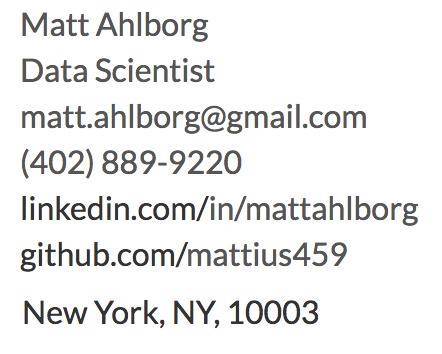 Matt Ahlborg
Data Scientist
matt.ahlborg@gmail.com
(402) 889-9220
linkedin.com/in/mattahlborg
github.com/mattius459
New York, NY, 10003